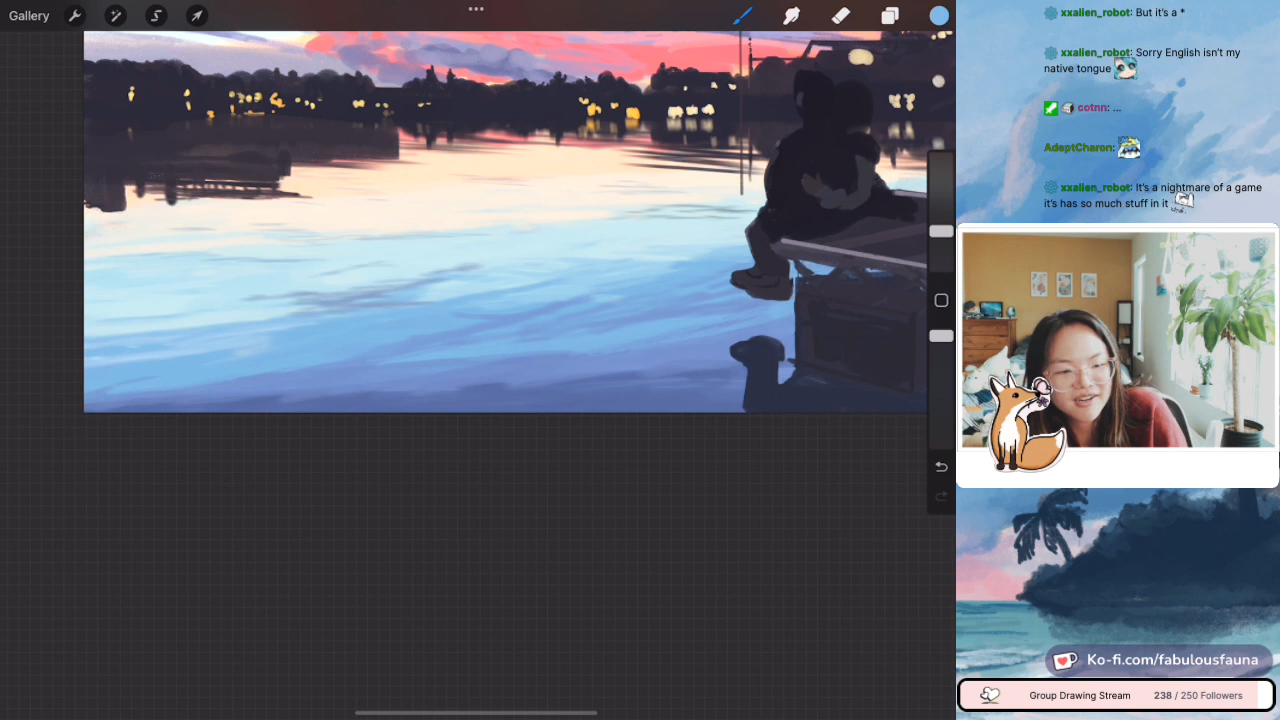 Gallery
xxalien_robot: But it's a *
xxalien_robot: Sorry English isn't my
native tongue
cotnn: ...
AdeptCharon:
xxalien_robot: It's a nightmare of a game
it's has so much stuff in it
Ko-fi.com/fabulousfauna
Group Drawing Stream 238 / 250 Followers